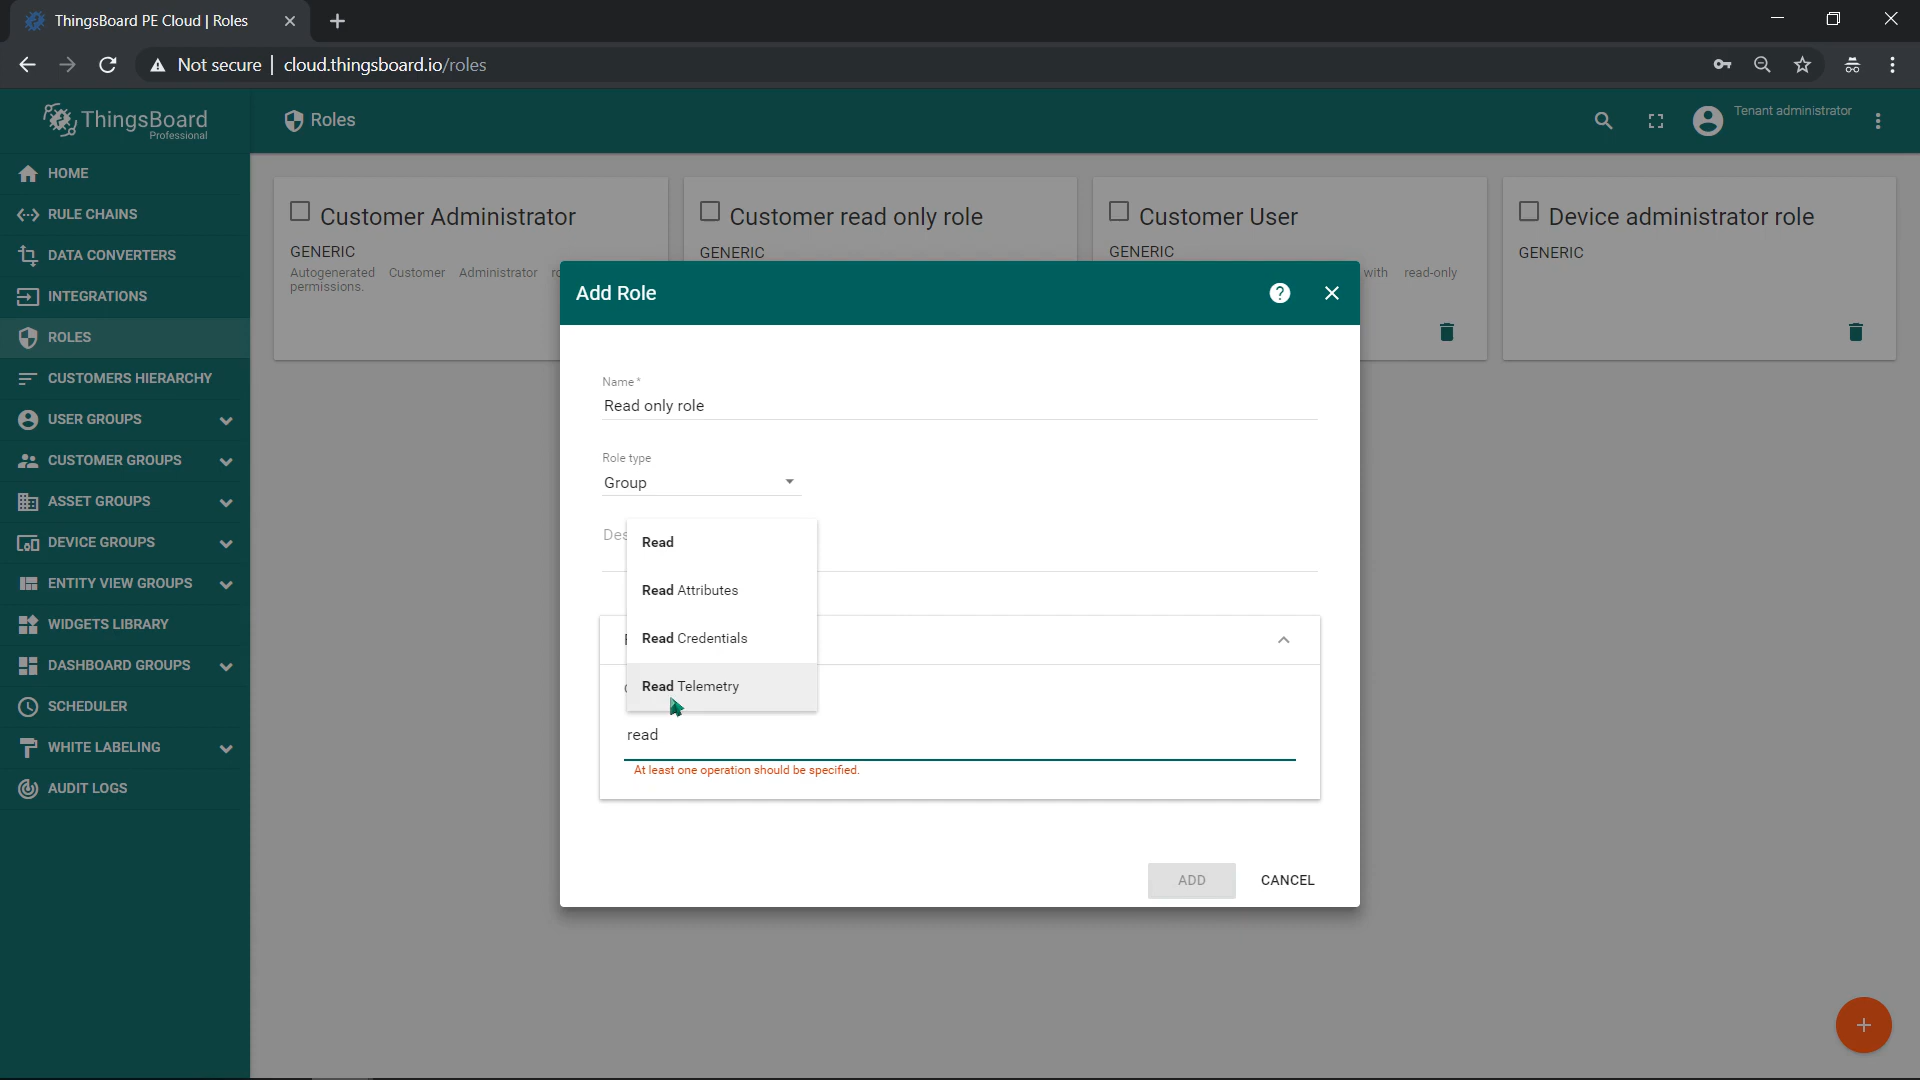 ThingsBoard PE Cloud | Roles
Not secure | cloud.thingsboard.io/roles
ThingsBoard
Professional
Roles
Tenant administrator
HOME
RULE CHAINS
DATA CONVERTERS
INTEGRATIONS
ROLES
CUSTOMERS HIERARCHY
USER GROUPS
CUSTOMER GROUPS
ASSET GROUPS
DEVICE GROUPS
ENTITY VIEW GROUPS
WIDGETS LIBRARY
DASHBOARD GROUPS
SCHEDULER
WHITE LABELING
AUDIT LOGS
Customer Administrator
GENERIC
Autogenerated Customer Administrator
permissions.
Customer read only role
GENERIC
Customer User
GENERIC
with read-only
Device administrator role
GENERIC
Add Role
Name *
Read only role
Role type
Group
Des
Read
Read Attributes
Read Credentials
Read Telemetry
read
At least one operation should be specified.
ADD
CANCEL